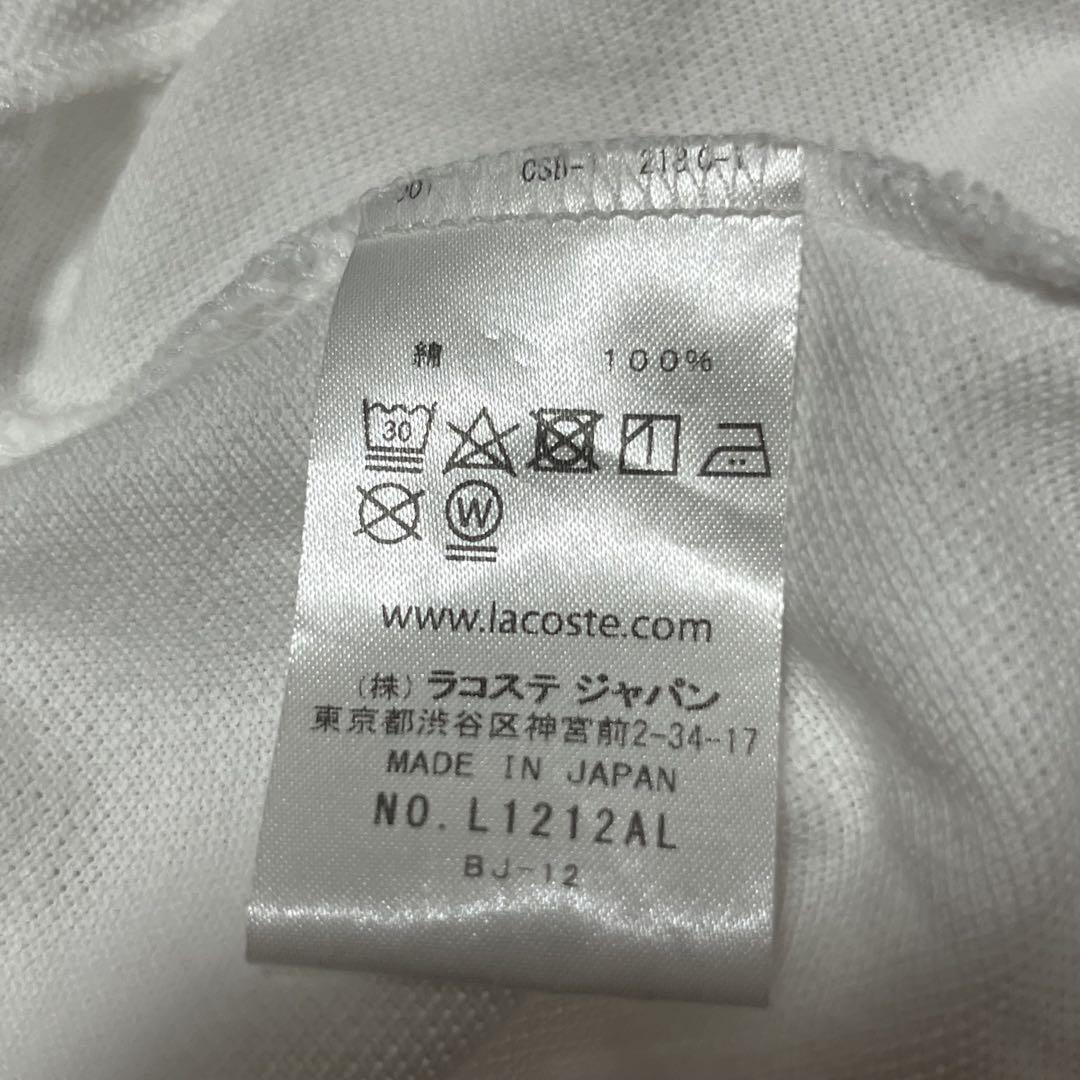 綿 100%
30
W
www.lacoste.com
(株) ラコステ ジャパン
東京都渋谷区神宮前2-34-17
MADE IN JAPAN
NO. L1212AL
BJ-12